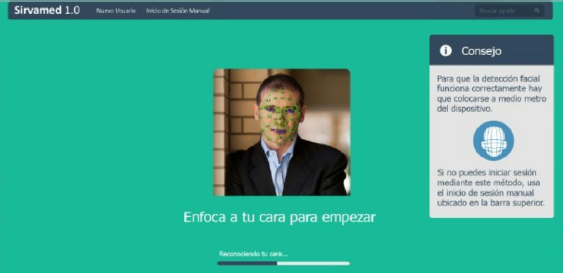 Sirvamed 1.0
Nuevo Usuario
Inicio de Sesión Manual
Buscar ayuda
Consejo
Para que la detección facial
funciona correctamente hay
que colocarse a medio metro
del dispositivo.
Si no puedes iniciar sesión
mediante este método, usa
el inicio de sesión manual
ubicado en la barra superior.
Enfoca a tu cara para empezar
Reconociendo tu cara...